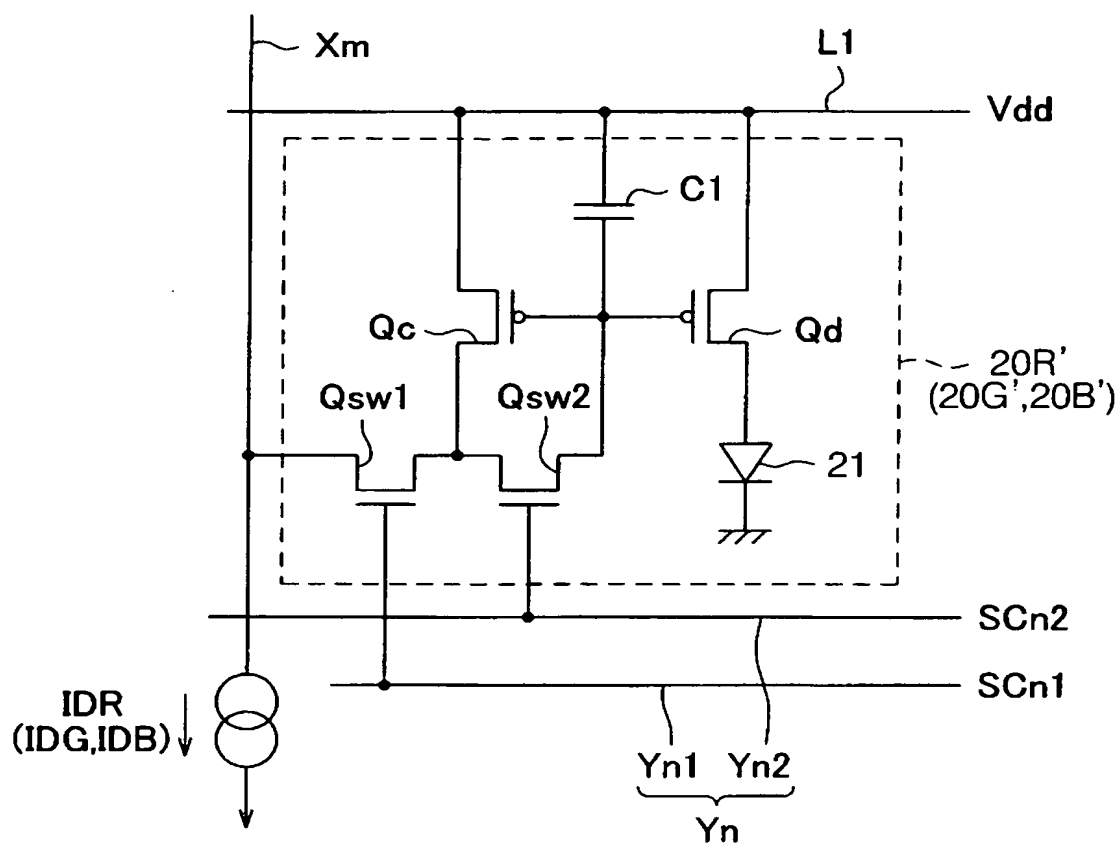 Xm
L1
Vdd
C1
Qc
Qd
20R'
(20G',20B')
Qsw1
Qsw2
21
SCn2
SCn1
IDR
(IDG,IDB)
Yn1 Yn2
Yn